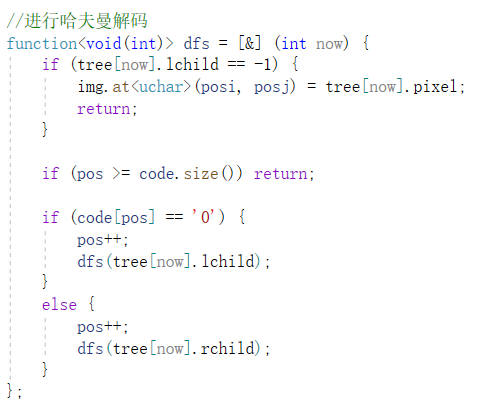 //进行哈夫曼解码
function<void(int)> dfs = [&] (int now) {
    if (tree[now].lchild == -1) {
        img.at<uchar>(posi, posj) = tree[now].pixel;
        return;
    }

    if (pos >= code.size()) return;

    if (code[pos] == '0') {
        pos++;
        dfs(tree[now].lchild);
    }
    else {
        pos++;
        dfs(tree[now].rchild);
    }
};